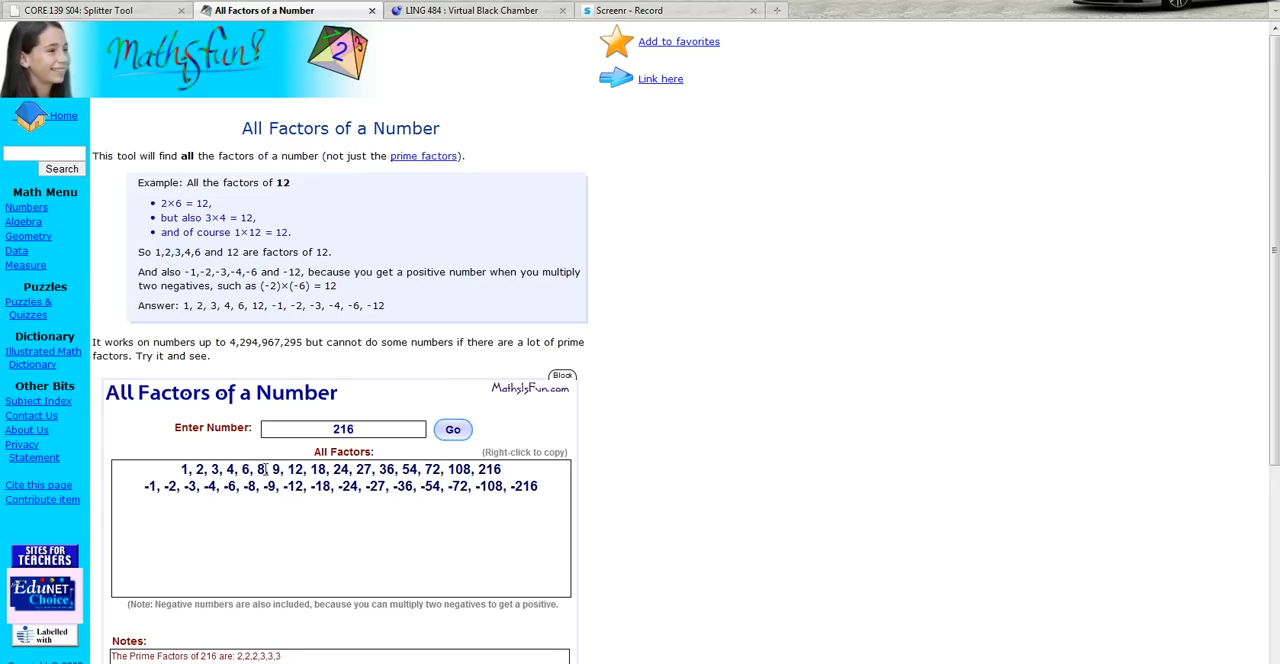 CORE 139 S04: Splitter Tool
All Factors of a Number
LING 484 : Virtual Black Chamber
Screenr - Record
MathsIsFun?
2
Add to favorites
Link here
Home
Search
Math Menu
Numbers
Algebra
Geometry
Data
Measure
Puzzles
Puzzles &
Quizzes
Dictionary
Illustrated Math
Dictionary
Other Bits
Subject Index
Contact Us
About Us
Privacy
Statement
Cite this page
Contribute item
SITES FOR
TEACHERS
EduNET
Choice
Labelled
with
All Factors of a Number
This tool will find all the factors of a number (not just the prime factors).
Example: All the factors of 12
• 2×6 = 12,
• but also 3×4 = 12,
• and of course 1×12 = 12.
So 1,2,3,4,6 and 12 are factors of 12.
And also -1,-2,-3,-4,-6 and -12, because you get a positive number when you multiply
two negatives, such as (-2)×(-6) = 12
Answer: 1, 2, 3, 4, 6, 12, -1, -2, -3, -4, -6, -12
It works on numbers up to 4,294,967,295 but cannot do some numbers if there are a lot of prime
factors. Try it and see.
Block
All Factors of a Number
MathsIsFun.com
Enter Number: 216 Go
All Factors: (Right-click to copy)
1, 2, 3, 4, 6, 8, 9, 12, 18, 24, 27, 36, 54, 72, 108, 216
-1, -2, -3, -4, -6, -8, -9, -12, -18, -24, -27, -36, -54, -72, -108, -216
(Note: Negative numbers are also included, because you can multiply two negatives to get a positive.
Notes:
The Prime Factors of 216 are: 2,2,2,3,3,3